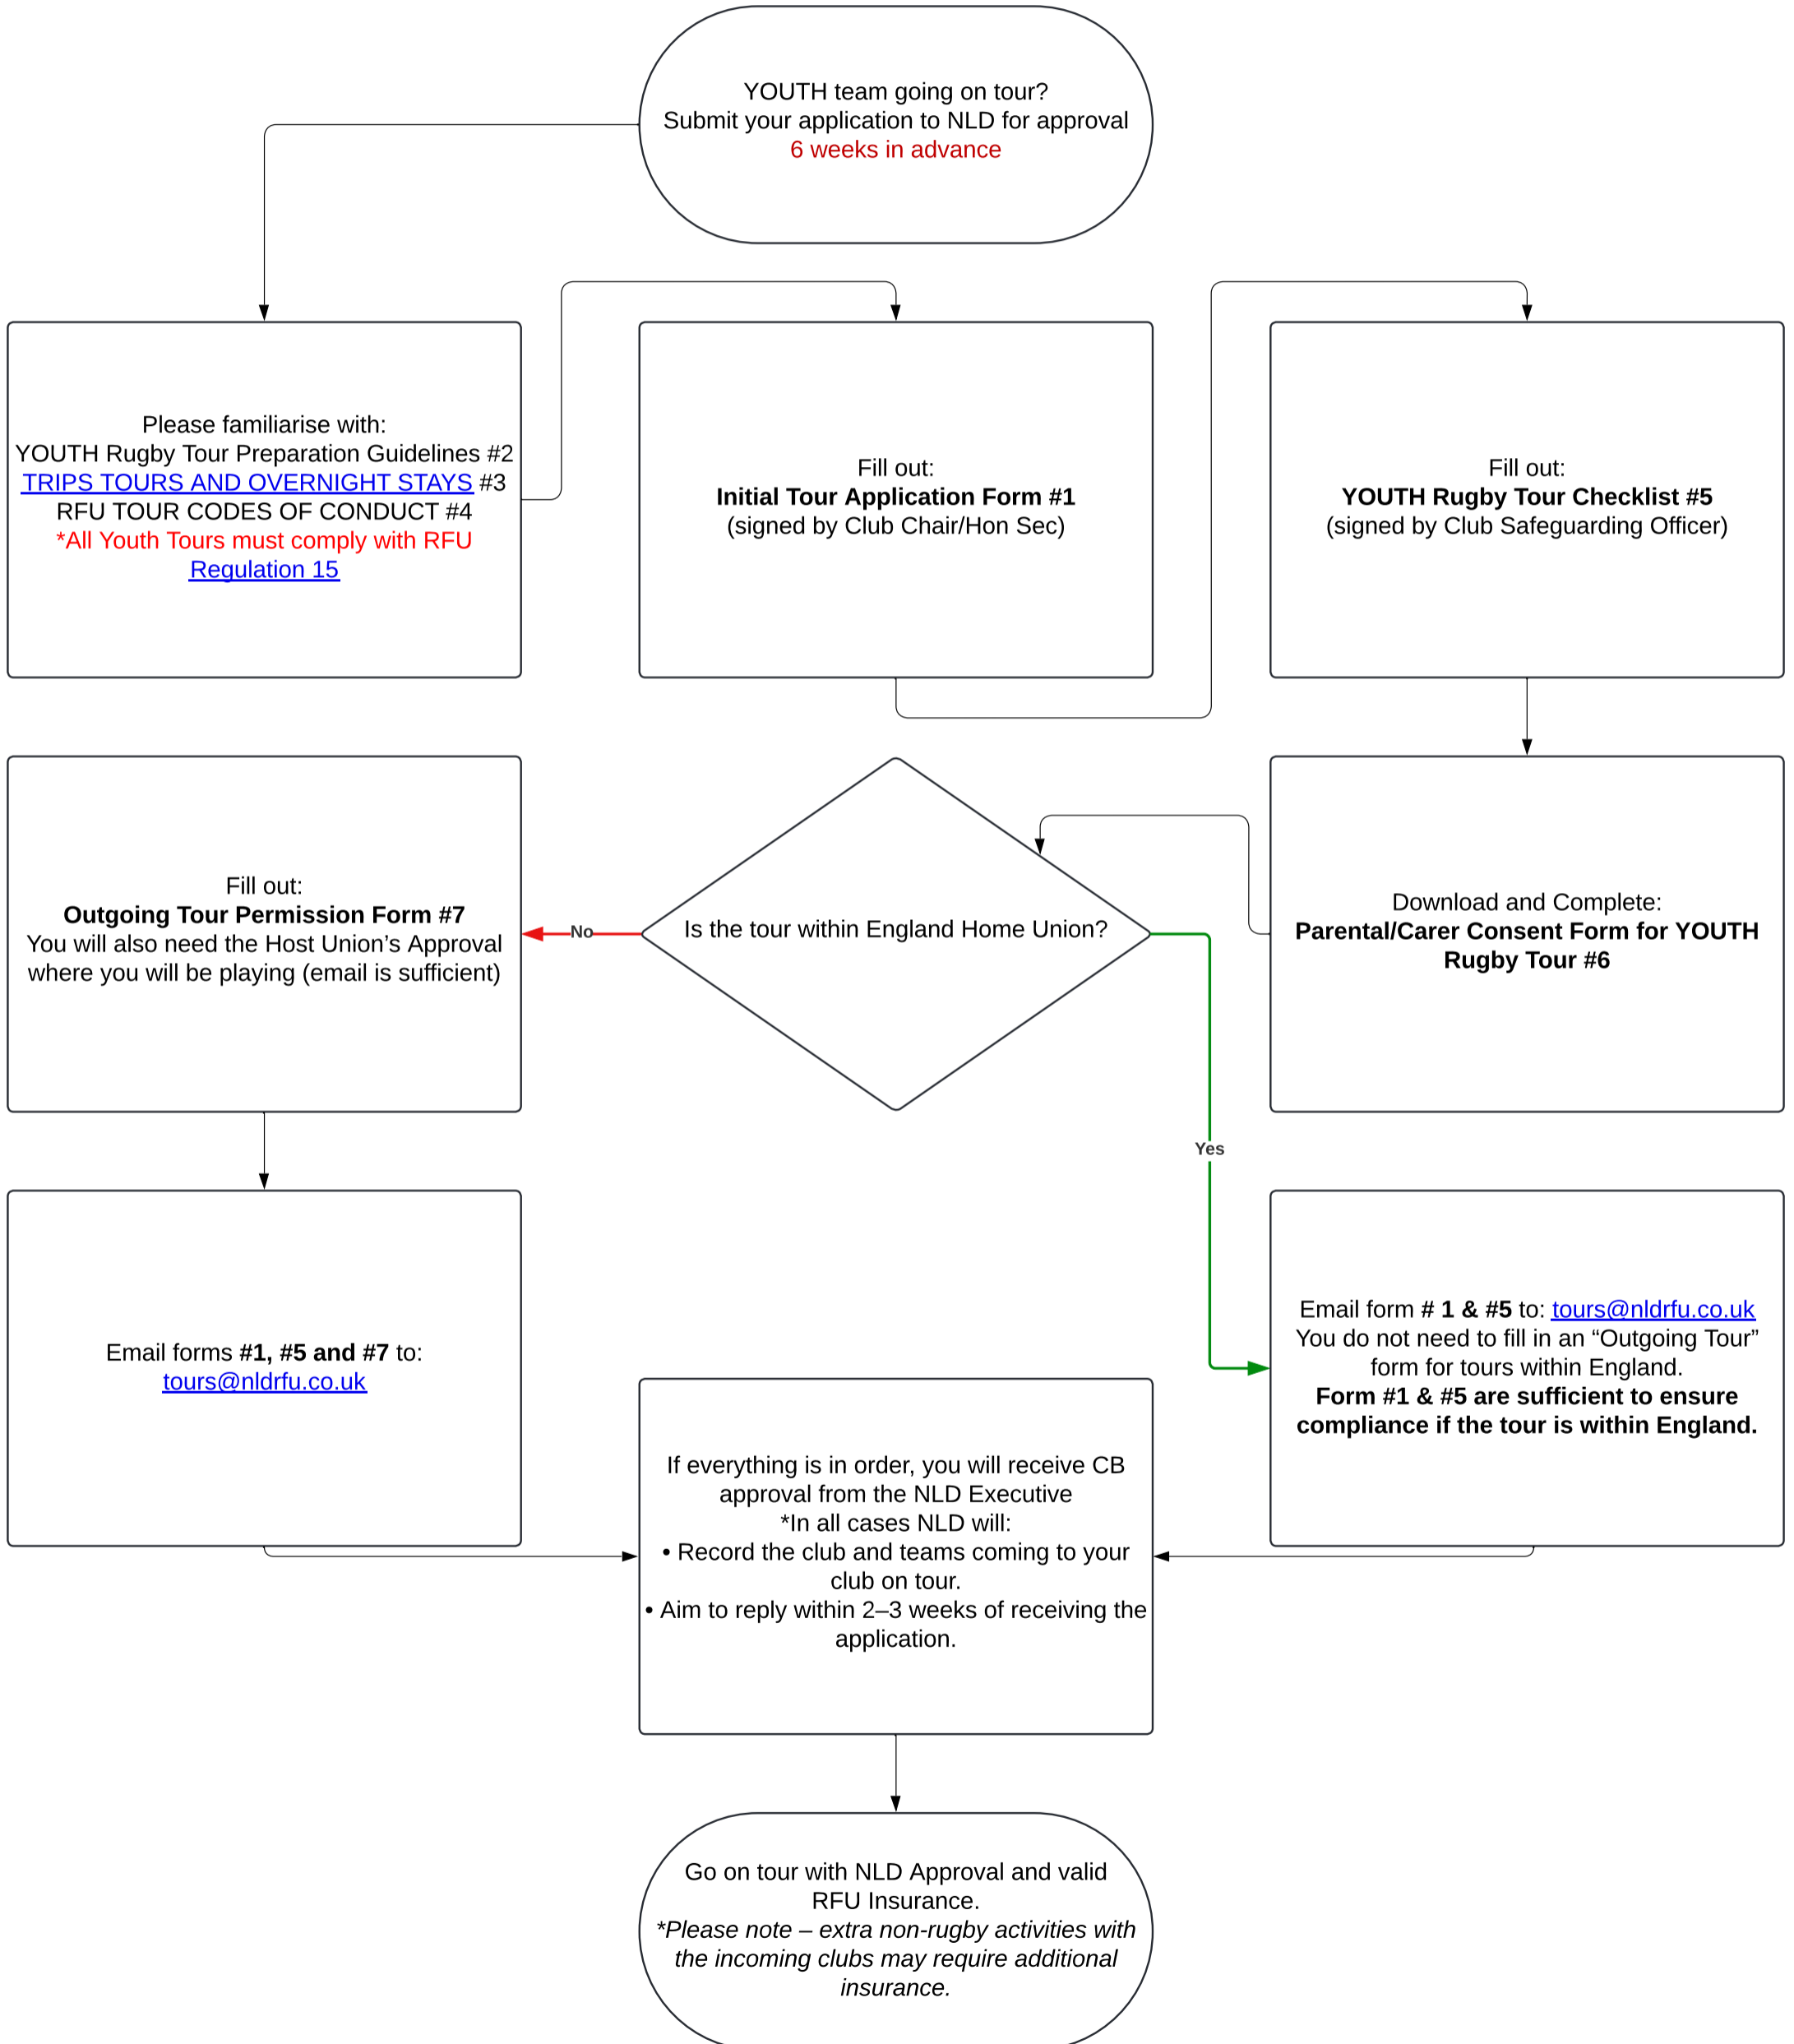 YOUTH team going on tour?
Submit your application to NLD for approval
6 weeks in advance
Please familiarise with:
YOUTH Rugby Tour Preparation Guidelines #2
TRIPS TOURS AND OVERNIGHT STAYS #3
RFU TOUR CODES OF CONDUCT #4
*All Youth Tours must comply with RFU
Regulation 15
Fill out:
Initial Tour Application Form #1
(signed by Club Chair/Hon Sec)
Fill out:
YOUTH Rugby Tour Checklist #5
(signed by Club Safeguarding Officer)
Download and Complete:
Parental/Carer Consent Form for YOUTH
Rugby Tour #6
Is the tour within England Home Union?
No
Fill out:
Outgoing Tour Permission Form #7
You will also need the Host Union’s Approval
where you will be playing (email is sufficient)
Yes
Email forms #1, #5 and #7 to:
tours@nldrfu.co.uk
Email form # 1 & #5 to: tours@nldrfu.co.uk
You do not need to fill in an “Outgoing Tour”
form for tours within England.
Form #1 & #5 are sufficient to ensure
compliance if the tour is within England.
If everything is in order, you will receive CB
approval from the NLD Executive
*In all cases NLD will:
• Record the club and teams coming to your
club on tour.
• Aim to reply within 2–3 weeks of receiving the
application.
Go on tour with NLD Approval and valid
RFU Insurance.
*Please note – extra non-rugby activities with
the incoming clubs may require additional
insurance.